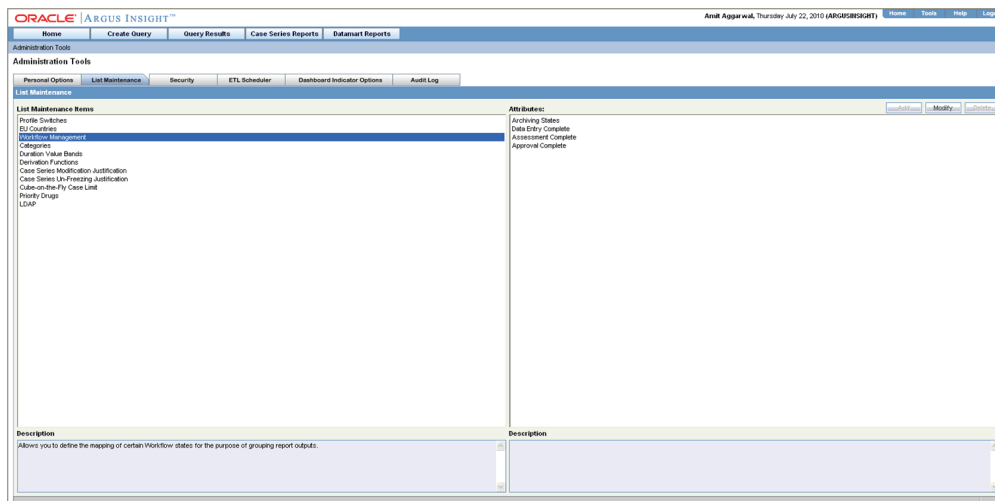 ORACLE' ARGUS INSIGHT™
Amit Aggarwal, Thursday July 22, 2010 (ARGUSINSIGHT)
Home Tools Help
Home Create Query Query Results Case Series Reports Datamart Reports
Administration Tools
Administration Tools
Personal Options List Maintenance Security ETL Scheduler Dashboard Indicator Options Audit Log
List Maintenance
List Maintenance Items
Profile Switches
EU Countries
Workflow Management
Categories
Duration Value Bands
Derivation Functions
Case Series Modification Justification
Case Series Un-Freezing Justification
Cube-on-the-Fly Case Limit
Priority Drugs
LDAP
Attributes:
Add Modify Delete
Archiving States
Data Entry Complete
Assessment Complete
Approval Complete
Description
Allows you to define the mapping of certain Workflow states for the purpose of grouping report outputs.
Description